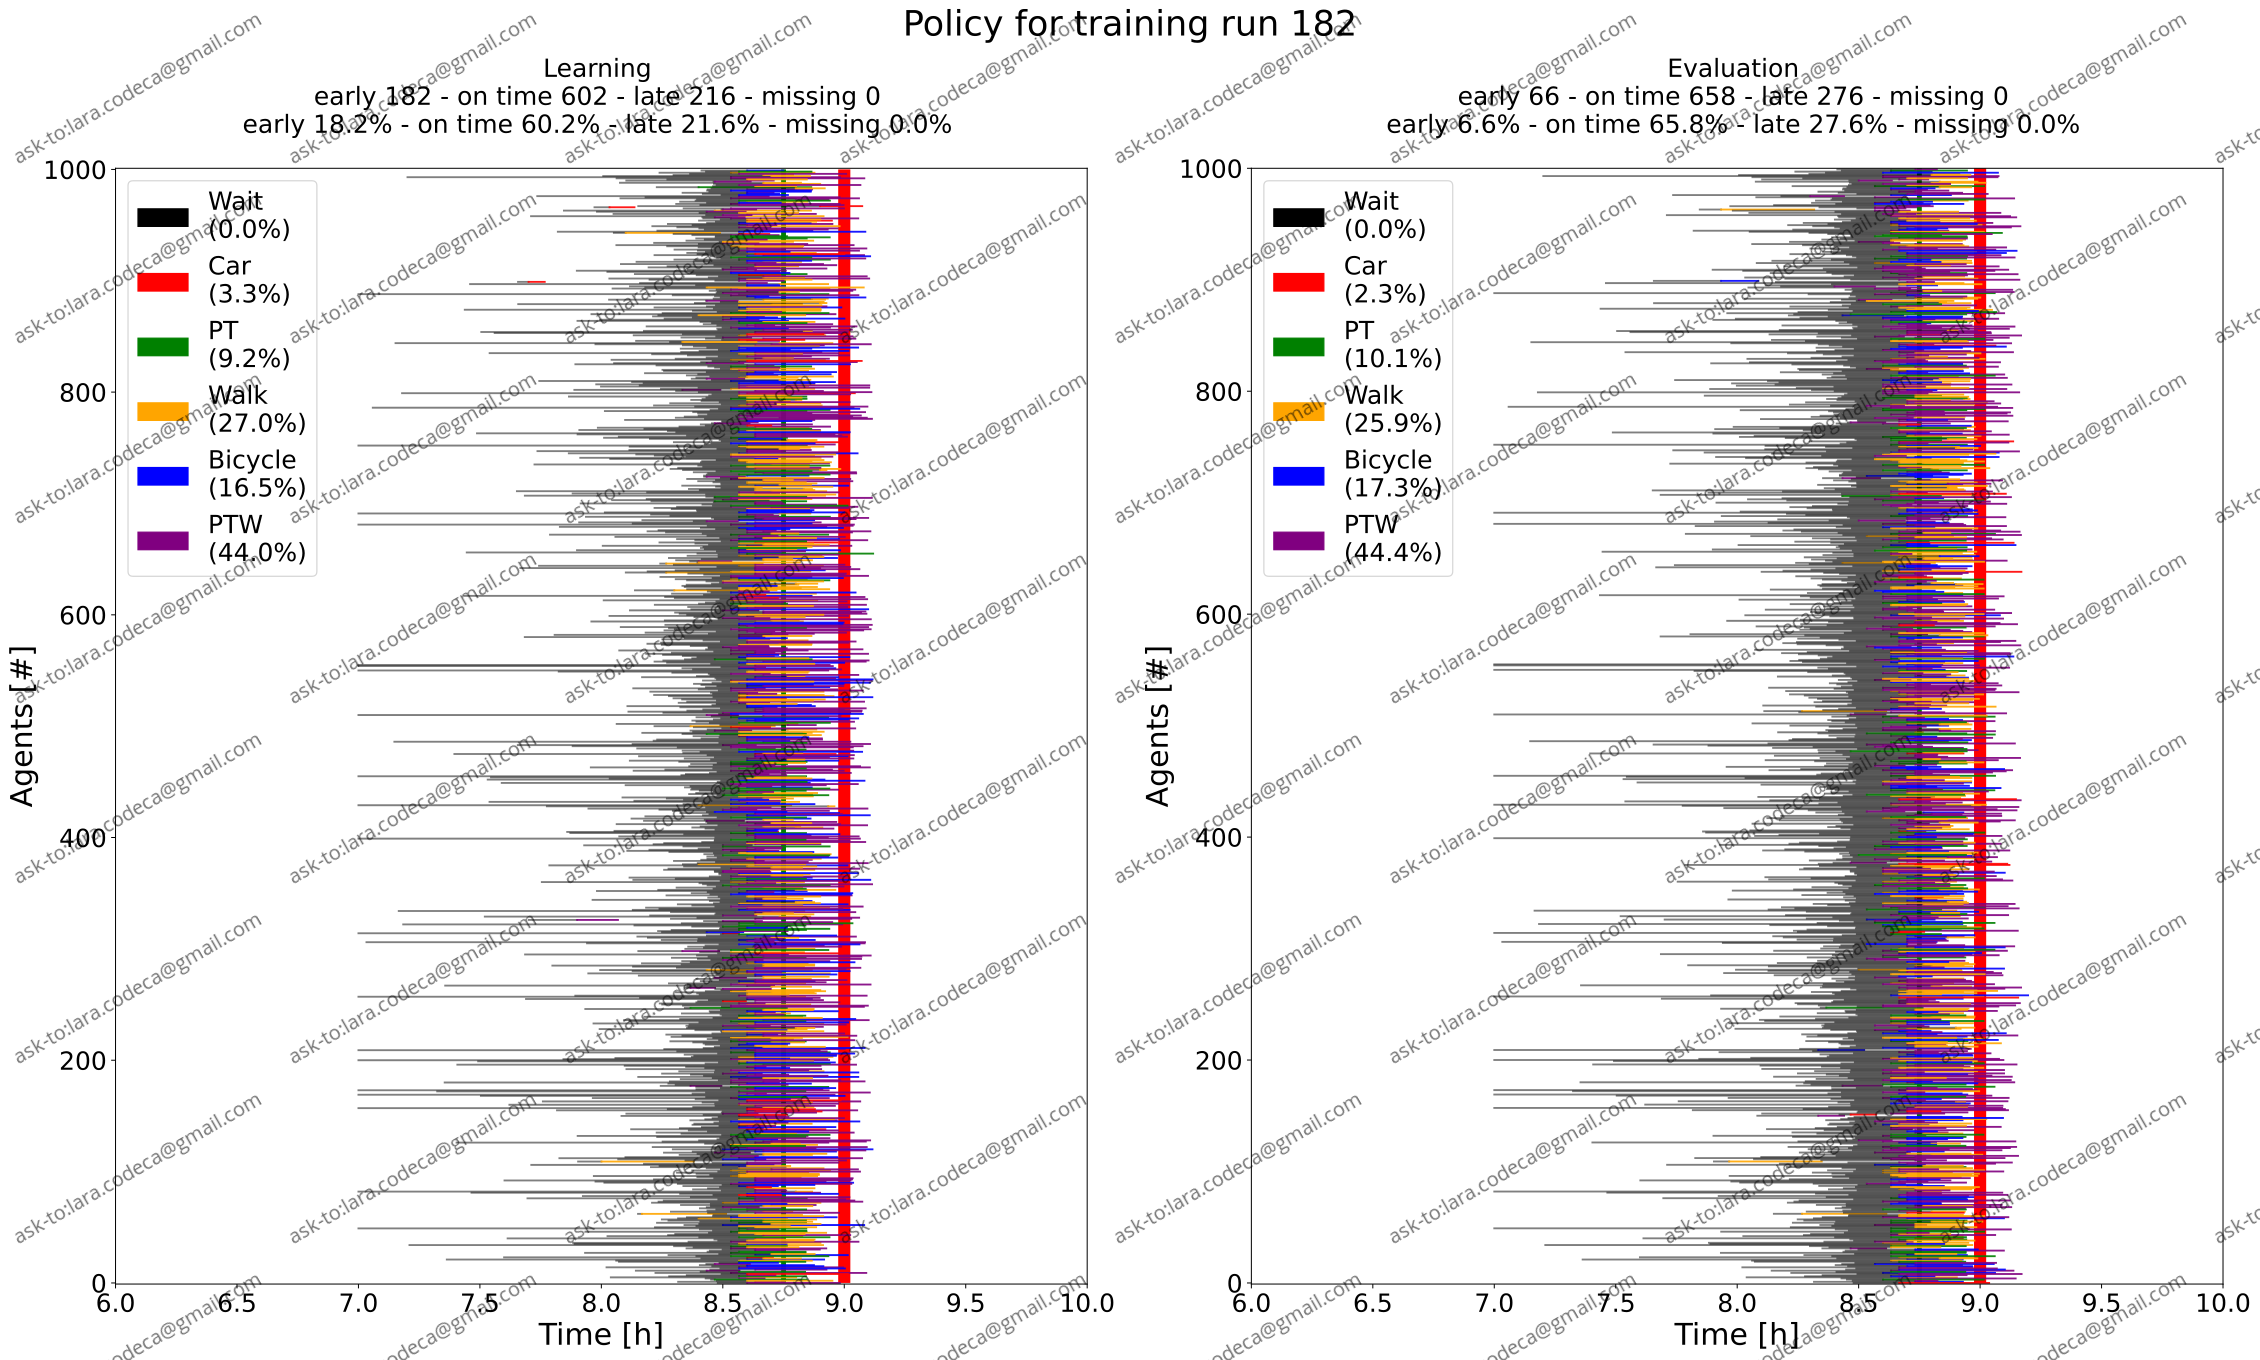 Policy for training run 182
Learning
early 182 - on time 602 - late 216 - missing 0
early 18.2% - on time 60.2% - late 21.6% - missing 0.0%
1000
800
600
400
200
0
Agents [#]
Wait
(0.0%)
Car
(3.3%)
PT
(9.2%)
Walk
(27.0%)
Bicycle
(16.5%)
PTW
(44.0%)
6.0 6.5 7.0 7.5 8.0 8.5 9.0 9.5 10.0
Time [h]
Evaluation
early 66 - on time 658 - late 276 - missing 0
early 6.6% - on time 65.8% - late 27.6% - missing 0.0%
1000
800
600
400
200
0
Agents [#]
Wait
(0.0%)
Car
(2.3%)
PT
(10.1%)
Walk
(25.9%)
Bicycle
(17.3%)
PTW
(44.4%)
6.0 6.5 7.0 7.5 8.0 8.5 9.0 9.5 10.0
Time [h]
ask-to:lara.codeca@gmail.com